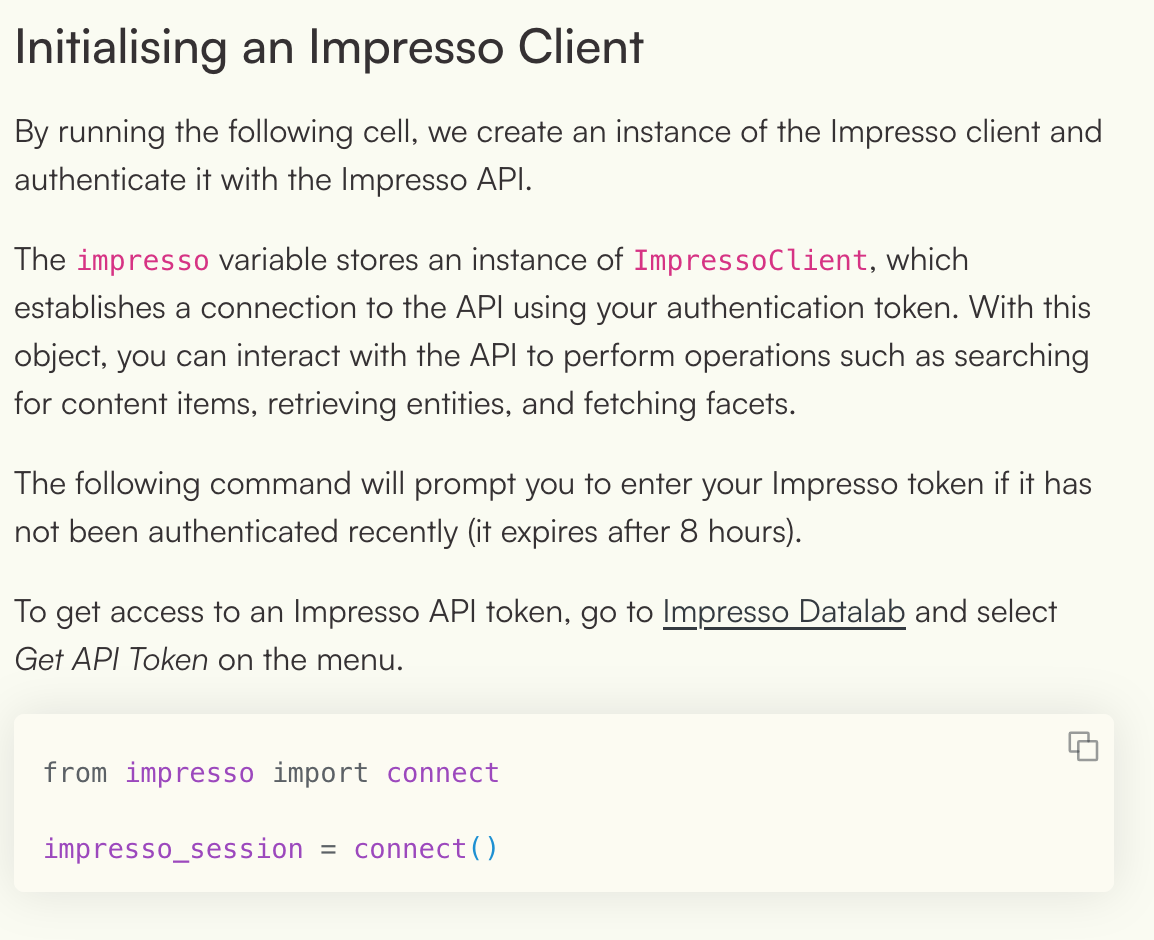 Initialising an Impresso Client
By running the following cell, we create an instance of the Impresso client and
authenticate it with the Impresso API.
The impresso variable stores an instance of ImpressoClient, which
establishes a connection to the API using your authentication token. With this
object, you can interact with the API to perform operations such as searching
for content items, retrieving entities, and fetching facets.
The following command will prompt you to enter your Impresso token if it has
not been authenticated recently (it expires after 8 hours).
To get access to an Impresso API token, go to Impresso Datalab and select
Get API Token on the menu.
from impresso import connect
impresso_session = connect()